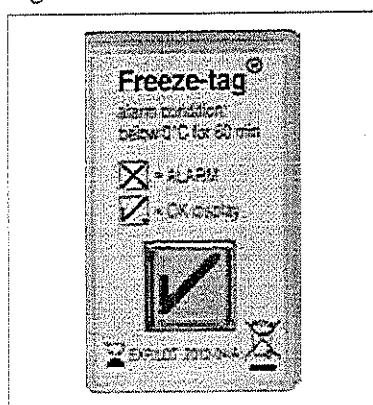 Freeze-tag®
alarm condition:
below 0°C for 60 min
= ALARM
= OK display